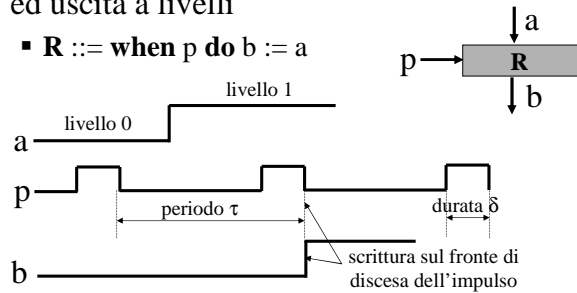 ed uscita a livelli
▪ R ::= when p do b := a
a
p
R
b
livello 1
livello 0
a
p
periodo τ
durata δ
scrittura sul fronte di
discesa dell'impulso
b